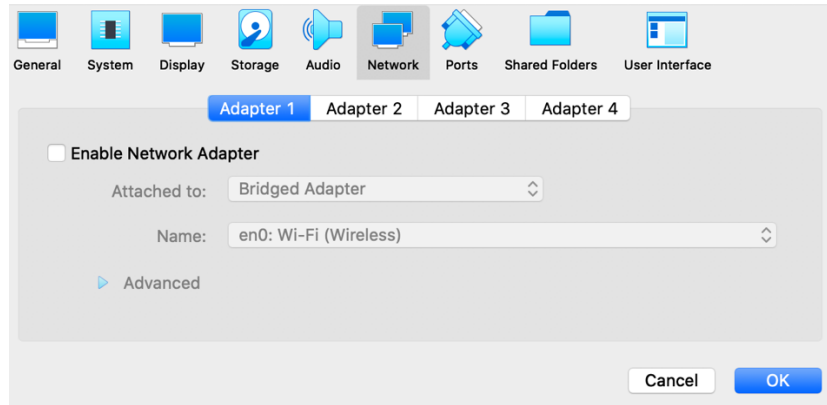 General System Display Storage Audio Network Ports Shared Folders User Interface
Adapter 1 Adapter 2 Adapter 3 Adapter 4
Enable Network Adapter
Attached to: Bridged Adapter
Name: en0: Wi-Fi (Wireless)
Advanced
Cancel OK